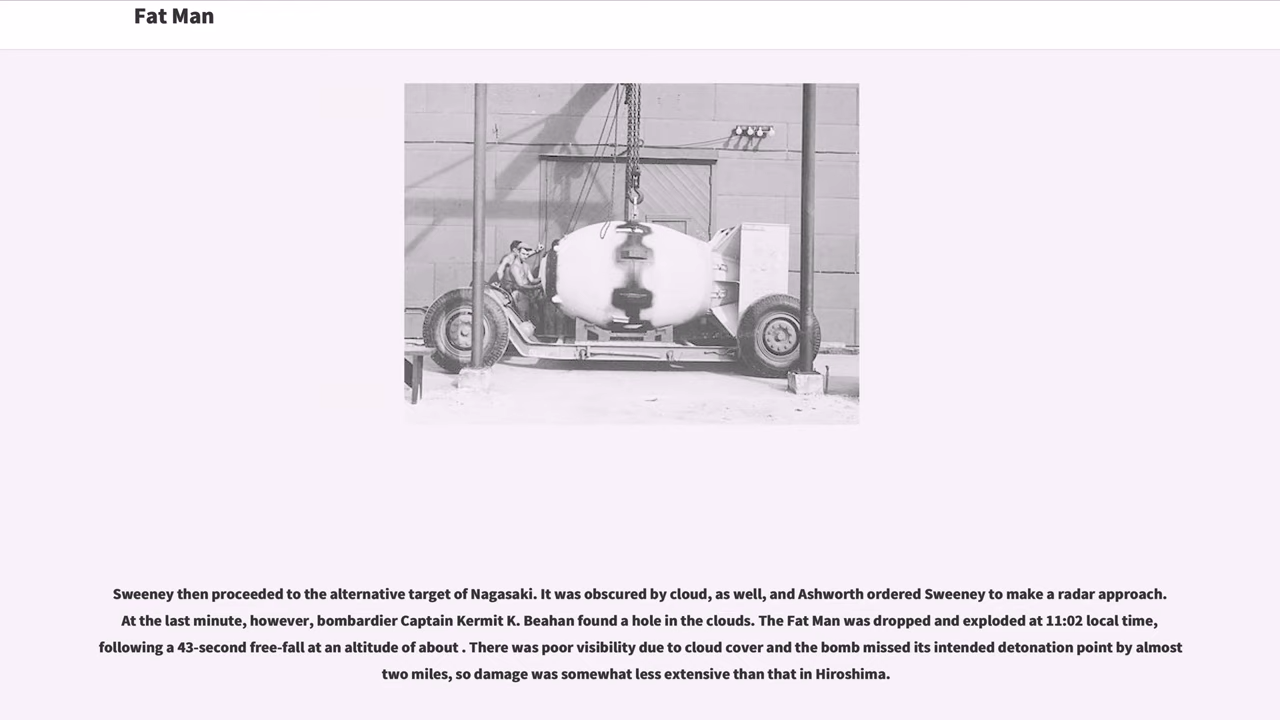 Fat Man
Sweeney then proceeded to the alternative target of Nagasaki. It was obscured by cloud, as well, and Ashworth ordered Sweeney to make a radar approach.
At the last minute, however, bombardier Captain Kermit K. Beahan found a hole in the clouds. The Fat Man was dropped and exploded at 11:02 local time,
following a 43-second free-fall at an altitude of about . There was poor visibility due to cloud cover and the bomb missed its intended detonation point by almost
two miles, so damage was somewhat less extensive than that in Hiroshima.